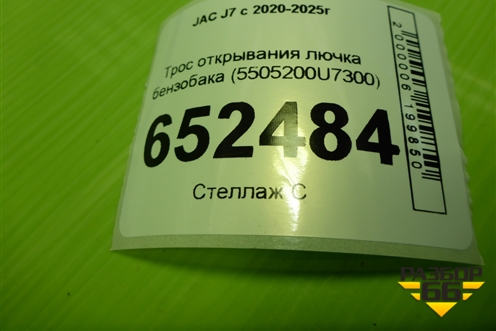 JAC J7 с 2020-2025г
Трос открывания лючка
бензобака (5505200U7300)
652484
Стеллаж С
2000006199850
РАЗБОР
66